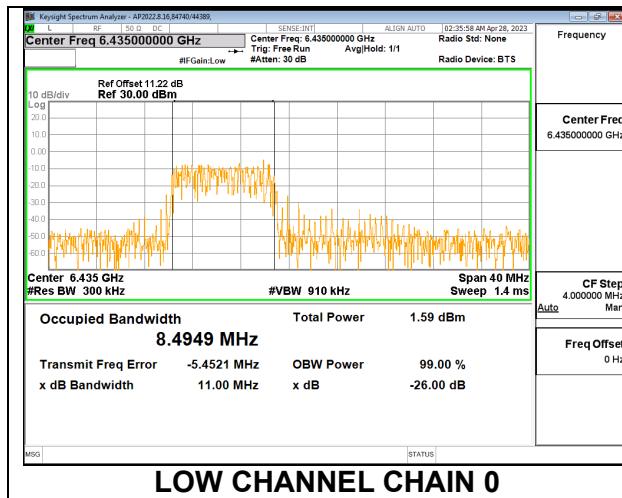 Keysight Spectrum Analyzer - AP2022.8.16,84740/44389,
L RF 50 Ω DC SENSE:INT ALIGN AUTO 02:35:58 AM Apr 28, 2023
Center Freq 6.435000000 GHz Center Freq: 6.435000000 GHz Radio Std: None Frequency
Trig: Free Run Avg|Hold: 1/1
#IFGain:Low #Atten: 30 dB Radio Device: BTS
Ref Offset 11.22 dB
10 dB/div Ref 30.00 dBm
Log
20.0
10.0
0.00
-10.0
-20.0
-30.0
-40.0
-50.0
-60.0
Center Freq
6.435000000 GHz
Center 6.435 GHz Span 40 MHz
#Res BW 300 kHz #VBW 910 kHz Sweep 1.4 ms
CF Step
4.000000 MHz
Auto Man
Occupied Bandwidth Total Power 1.59 dBm
8.4949 MHz
Freq Offset
0 Hz
Transmit Freq Error -5.4521 MHz OBW Power 99.00 %
x dB Bandwidth 11.00 MHz x dB -26.00 dB
MSG STATUS
LOW CHANNEL CHAIN 0